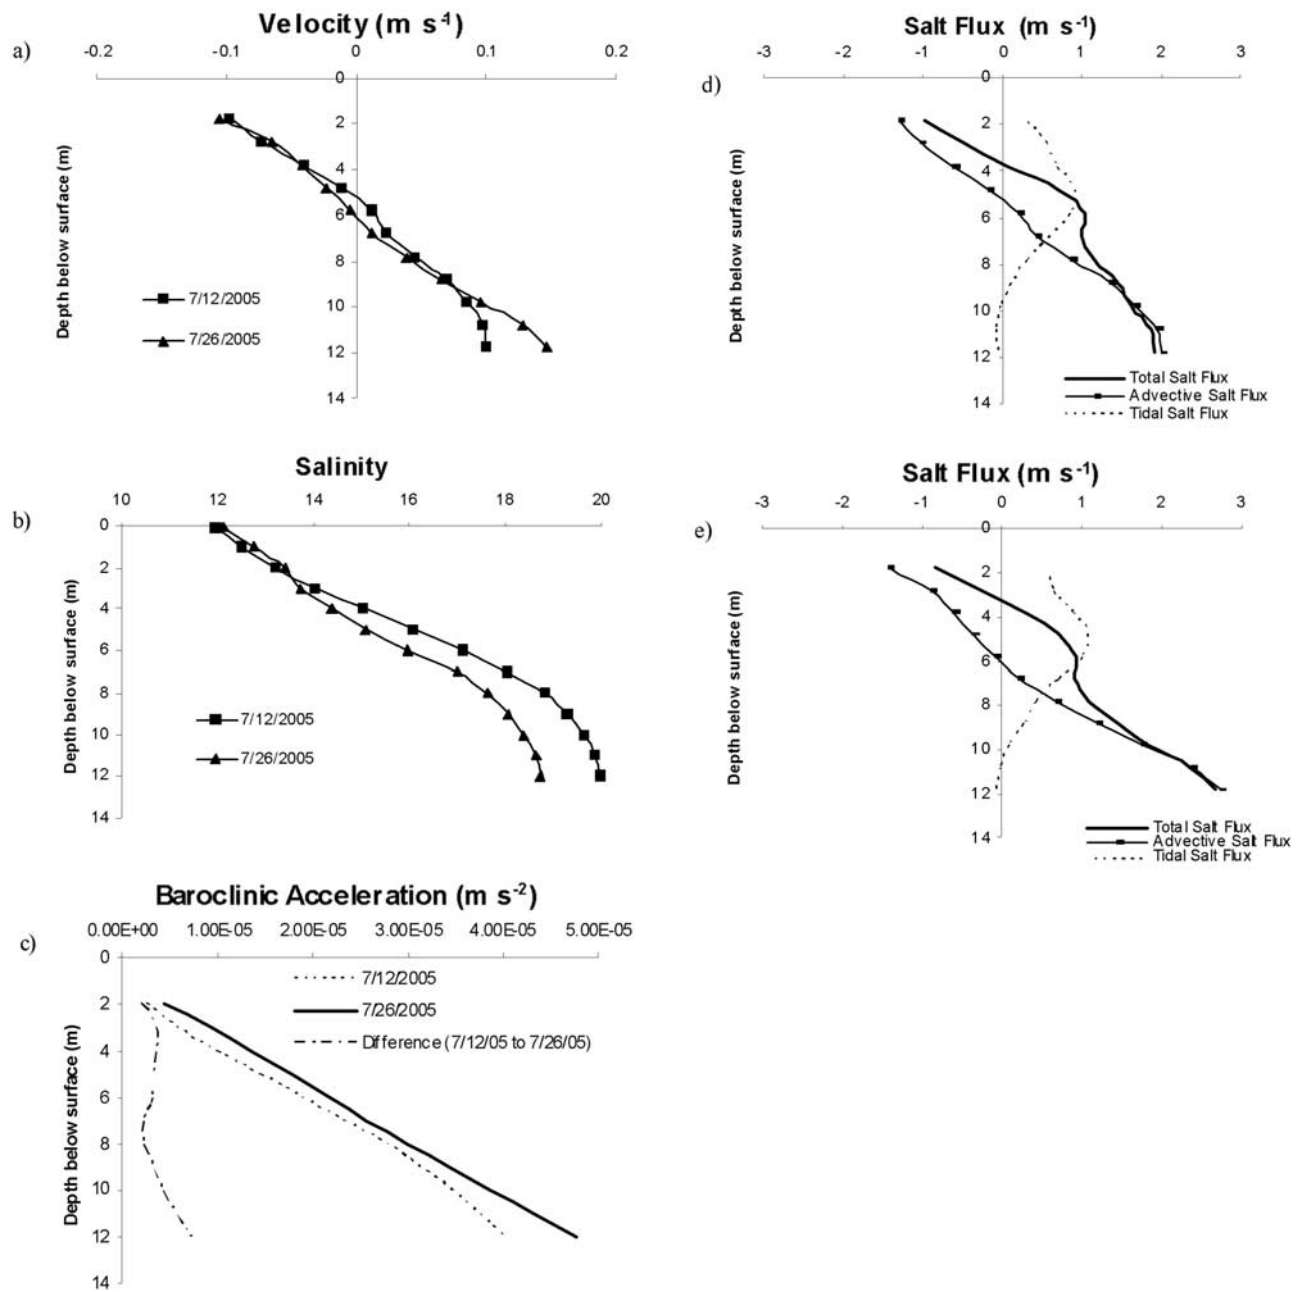 a)
Velocity (m s-1)
-0.2 -0.1 0 0.1 0.2
Depth below surface (m)
0
2
4
6
8
10
12
14
7/12/2005
7/26/2005
b)
Salinity
10 12 14 16 18 20
Depth below surface (m)
0
2
4
6
8
10
12
14
7/12/2005
7/26/2005
c)
Baroclinic Acceleration (m s-2)
0.00E+00 1.00E-05 2.00E-05 3.00E-05 4.00E-05 5.00E-05
Depth below surface (m)
0
2
4
6
8
10
12
14
7/12/2005
7/26/2005
Difference (7/12/05 to 7/26/05)
d)
Salt Flux (m s-1)
-3 -2 -1 0 1 2 3
Depth below surface (m)
0
2
4
6
8
10
12
14
Total Salt Flux
Advective Salt Flux
Tidal Salt Flux
e)
Salt Flux (m s-1)
-3 -2 -1 0 1 2 3
Depth below surface (m)
0
2
4
6
8
10
12
14
Total Salt Flux
Advective Salt Flux
Tidal Salt Flux